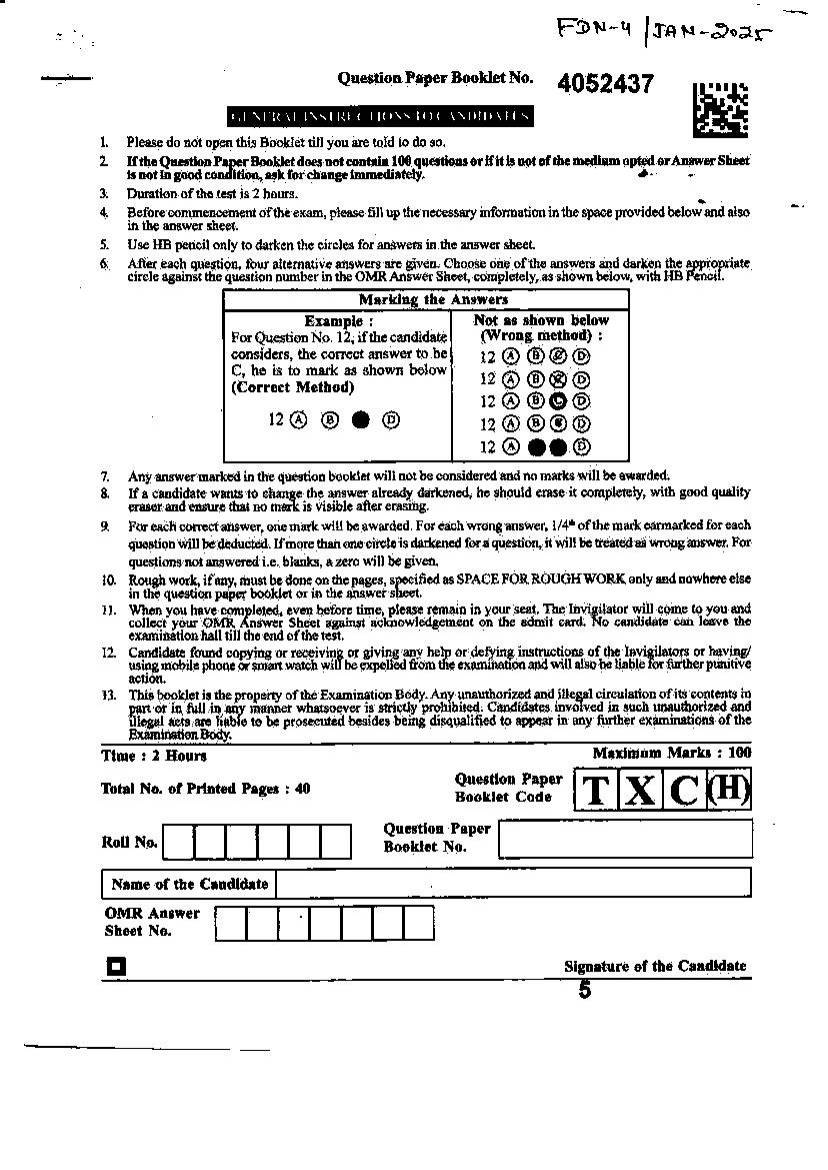 FDN-4 | JAN-2025
Question Paper Booklet No. 4052437
GENERAL INSTRUCTIONS FOR CANDIDATES
1. Please do not open this Booklet till you are told to do so.
2. If the Question Paper Booklet does not contain 100 questions or if it is not of the medium opted or Answer Sheet
is not in good condition, ask for change immediately.
3. Duration of the test is 2 hours.
4. Before commencement of the exam, please fill up the necessary information in the space provided below and also
in the answer sheet.
5. Use HB pencil only to darken the circles for answers in the answer sheet.
6. After each question, four alternative answers are given. Choose one of the answers and darken the appropriate
circle against the question number in the OMR Answer Sheet, completely, as shown below, with HB Pencil.
Marking the Answers
Example :
For Question No. 12, if the candidate
considers, the correct answer to be
C, he is to mark as shown below
(Correct Method)
12 A B D
Not as shown below
(Wrong method) :
12 A B C D
12 A B C D
12 A B C D
12 A B C D
12 A D
7. Any answer marked in the question booklet will not be considered and no marks will be awarded.
8. If a candidate wants to change the answer already darkened, he should erase it completely, with good quality
eraser and ensure that no mark is visible after erasing.
9. For each correct answer, one mark will be awarded. For each wrong answer, 1/4th of the mark earmarked for each
question will be deducted. If more than one circle is darkened for a question, it will be treated as wrong answer. For
questions not answered i.e. blanks, a zero will be given.
10. Rough work, if any, must be done on the pages, specified as SPACE FOR ROUGH WORK only and nowhere else
in the question paper booklet or in the answer sheet.
11. When you have completed, even before time, please remain in your seat. The Invigilator will come to you and
collect your OMR Answer Sheet against acknowledgement on the admit card. No candidate can leave the
examination hall till the end of the test.
12. Candidate found copying or receiving or giving any help or defying instructions of the Invigilators or having/
using mobile phone or smart watch will be expelled from the examination and will also be liable for further punitive
action.
13. This booklet is the property of the Examination Body. Any unauthorized and illegal circulation of its contents in
part or in full in any manner whatsoever is strictly prohibited. Candidates involved in such unauthorized and
illegal acts are liable to be prosecuted besides being disqualified to appear in any further examinations of the
Examination Body.
Time : 2 Hours
Maximum Marks : 100
Total No. of Printed Pages : 40
Question Paper
Booklet Code
T X C (H)
Roll No.
Question Paper
Booklet No.
Name of the Candidate
OMR Answer
Sheet No.
Signature of the Candidate
5